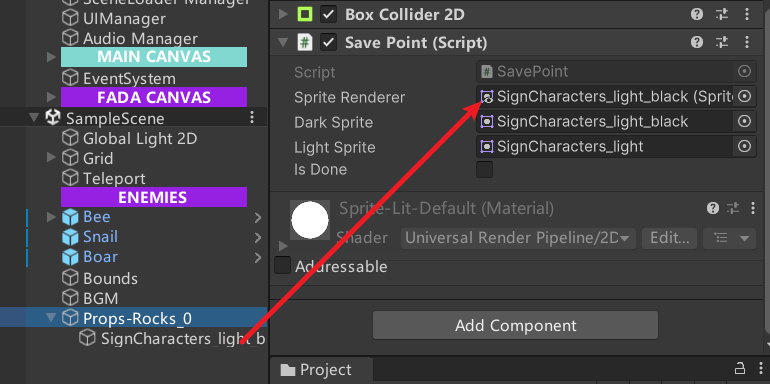 SceneLoader Manager
UIManager
Audio Manager
MAIN CANVAS
EventSystem
FADA CANVAS
SampleScene
Global Light 2D
Grid
Teleport
ENEMIES
Bee
Snail
Boar
Bounds
BGM
Props-Rocks_0
SignCharacters_light_b
Box Collider 2D
Save Point (Script)
Script SavePoint
Sprite Renderer SignCharacters_light_black (Sprite
Dark Sprite SignCharacters_light_black
Light Sprite SignCharacters_light
Is Done
Sprite-Lit-Default (Material)
Shader Universal Render Pipeline/2D Edit...
Addressable
Add Component
Project